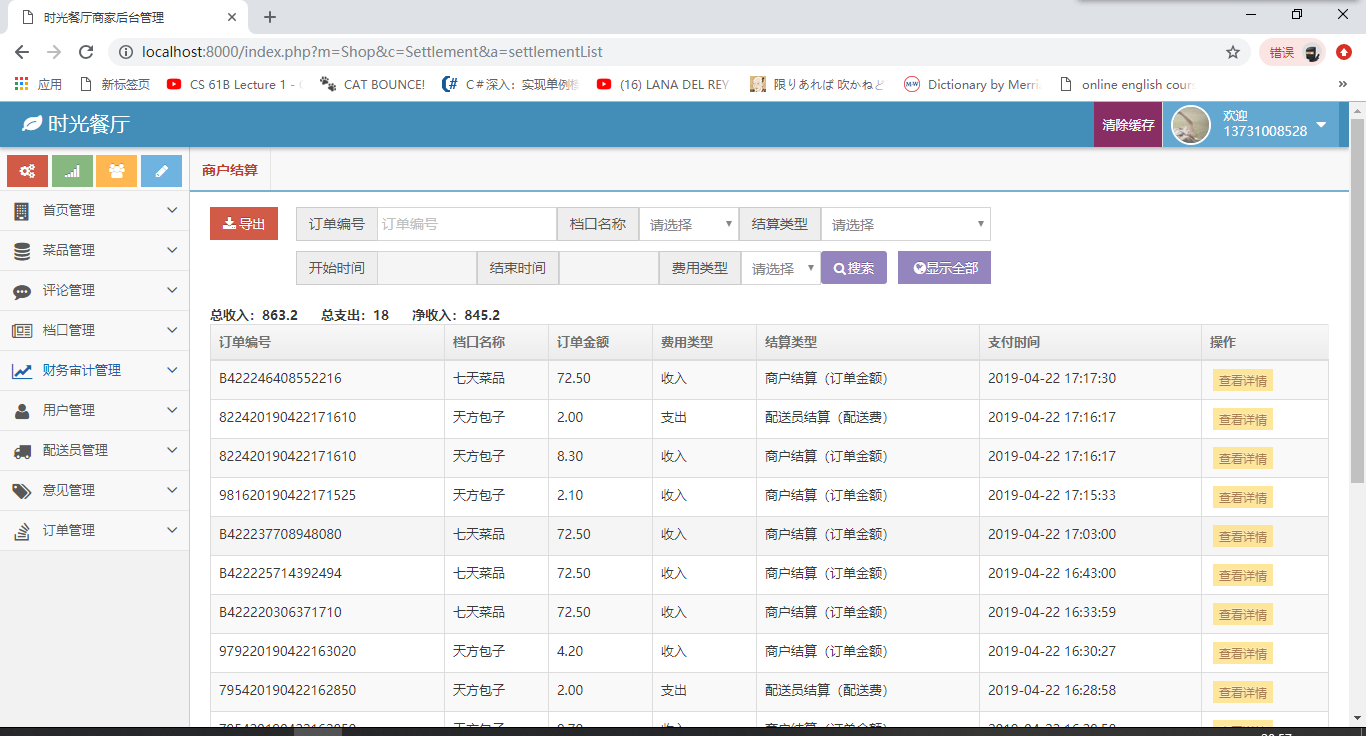 时光餐厅商家后台管理
localhost:8000/index.php?m=Shop&c=Settlement&a=settlementList
错误
应用 新标签页 CS 61B Lecture 1 - CAT BOUNCE! C#深入：实现单例 (16) LANA DEL REY 限りあれば 吹かねど Dictionary by Merri online english cour
时光餐厅
清除缓存
欢迎
13731008528
商户结算
首页管理
菜品管理
评论管理
档口管理
财务审计管理
用户管理
配送员管理
意见管理
订单管理
导出 订单编号 订单编号 档口名称 请选择 结算类型 请选择
开始时间 结束时间 费用类型 请选择 搜索 显示全部
总收入：863.2 总支出：18 净收入：845.2
订单编号 档口名称 订单金额 费用类型 结算类型 支付时间 操作
B422246408552216 七天菜品 72.50 收入 商户结算（订单金额） 2019-04-22 17:17:30 查看详情
822420190422171610 天方包子 2.00 支出 配送员结算（配送费） 2019-04-22 17:16:17 查看详情
822420190422171610 天方包子 8.30 收入 商户结算（订单金额） 2019-04-22 17:16:17 查看详情
981620190422171525 天方包子 2.10 收入 商户结算（订单金额） 2019-04-22 17:15:33 查看详情
B422237708948080 七天菜品 72.50 收入 商户结算（订单金额） 2019-04-22 17:03:00 查看详情
B422225714392494 七天菜品 72.50 收入 商户结算（订单金额） 2019-04-22 16:43:00 查看详情
B422220306371710 七天菜品 72.50 收入 商户结算（订单金额） 2019-04-22 16:33:59 查看详情
979220190422163020 天方包子 4.20 收入 商户结算（订单金额） 2019-04-22 16:30:27 查看详情
795420190422162850 天方包子 2.00 支出 配送员结算（配送费） 2019-04-22 16:28:58 查看详情